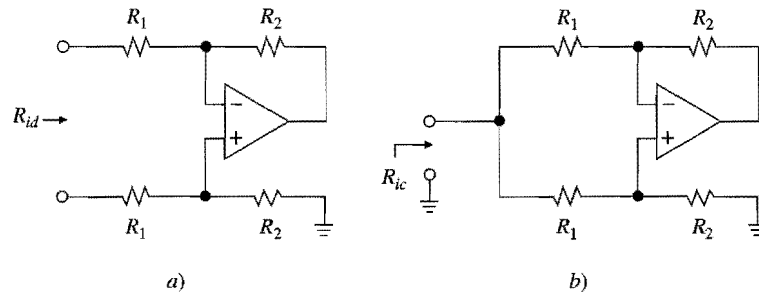 R1 R2 R1 R2
− −
Rid + +
Ric
R1 R2 R1 R2
a) b)